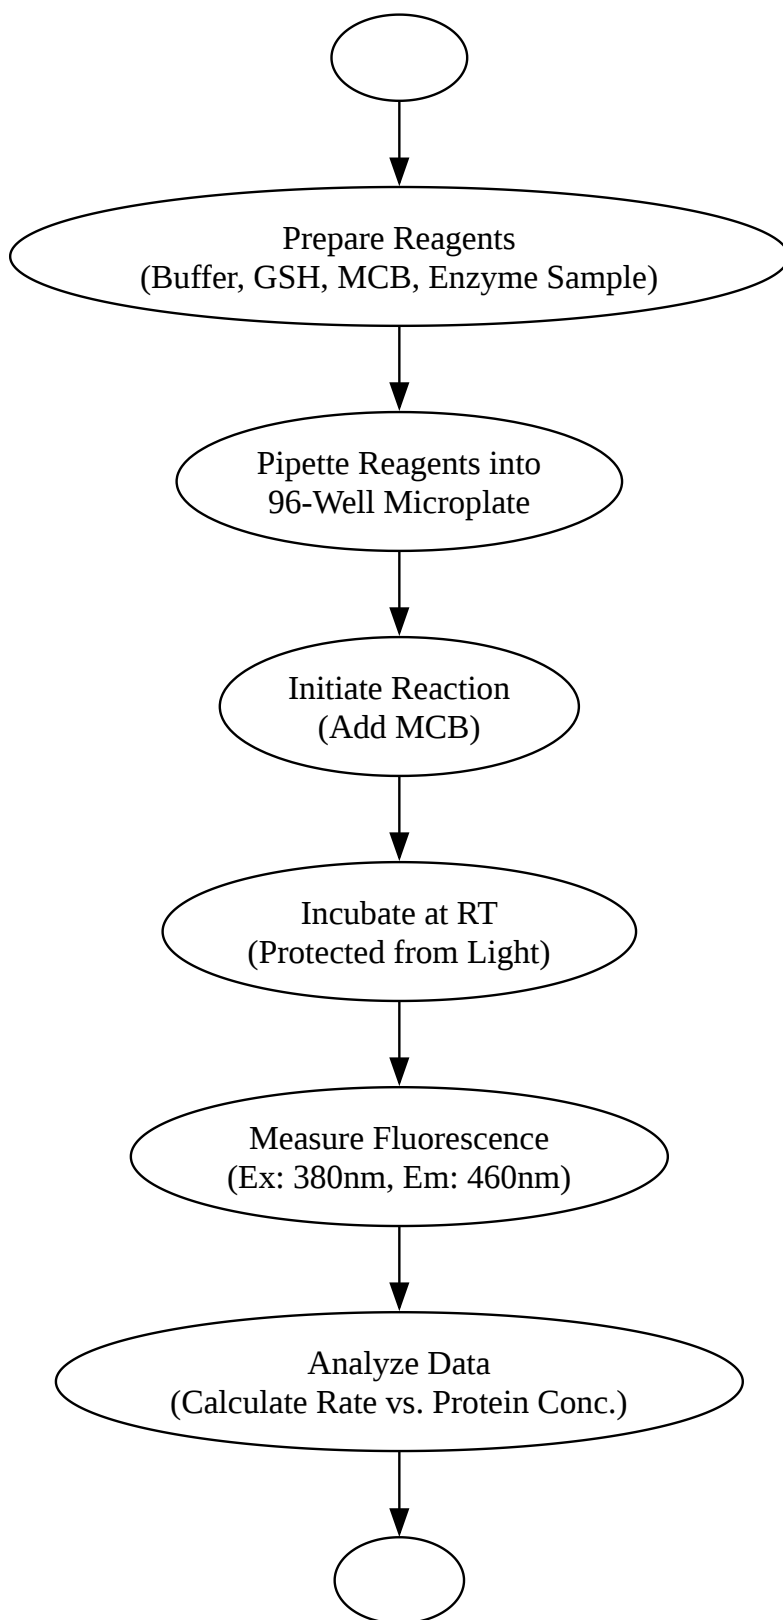 Prepare Reagents
(Buffer, GSH, MCB, Enzyme Sample)
Pipette Reagents into
96-Well Microplate
Initiate Reaction
(Add MCB)
Incubate at RT
(Protected from Light)
Measure Fluorescence
(Ex: 380nm, Em: 460nm)
Analyze Data
(Calculate Rate vs. Protein Conc.)